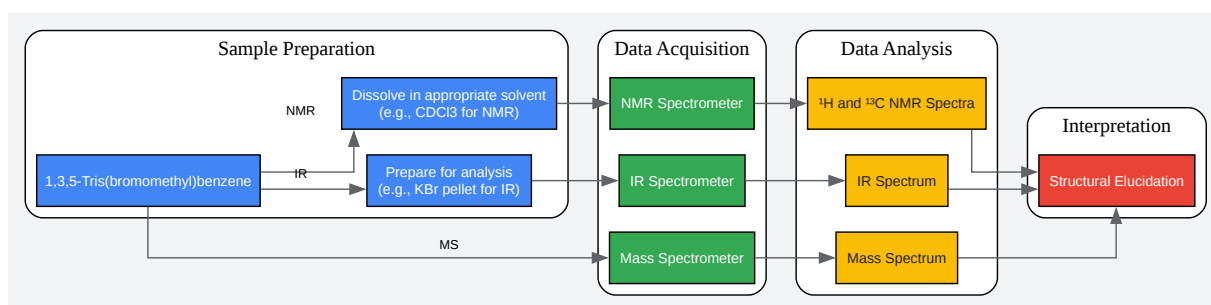 Sample Preparation
Data Acquisition
Data Analysis
Dissolve in appropriate solvent
(e.g., CDCl3 for NMR)
NMR
NMR Spectrometer
¹H and ¹³C NMR Spectra
Interpretation
1,3,5-Tris(bromomethyl)benzene
IR
Prepare for analysis
(e.g., KBr pellet for IR)
IR Spectrometer
IR Spectrum
Structural Elucidation
MS
Mass Spectrometer
Mass Spectrum